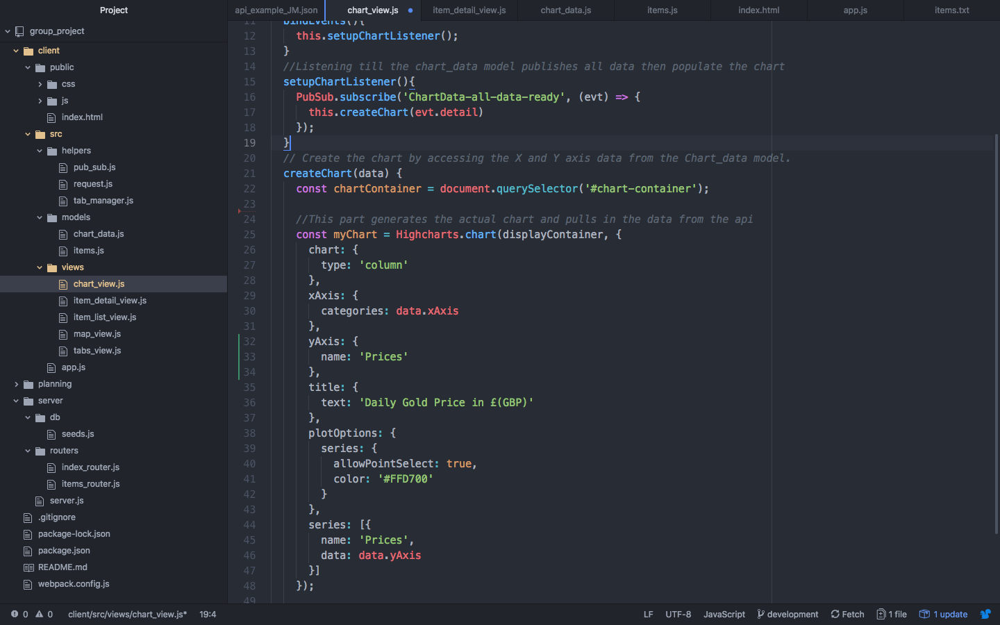 Project
group_project
client
public
css
js
index.html
src
helpers
pub_sub.js
request.js
tab_manager.js
models
chart_data.js
items.js
views
chart_view.js
item_detail_view.js
item_list_view.js
map_view.js
tabs_view.js
app.js
planning
server
db
seeds.js
routers
index_router.js
items_router.js
server.js
.gitignore
package-lock.json
package.json
README.md
webpack.config.js
api_example_JM.json chart_view.js item_detail_view.js chart_data.js items.js index.html app.js items.txt
11 bindEvents(){
12 this.setupChartListener();
13 }
14 //Listening till the chart_data model publishes all data then populate the chart
15 setupChartListener(){
16 PubSub.subscribe('ChartData-all-data-ready', (evt) => {
17 this.createChart(evt.detail)
18 });
19 }
20 // Create the chart by accessing the X and Y axis data from the Chart_data model.
21 createChart(data) {
22 const chartContainer = document.querySelector('#chart-container');
23
24 //This part generates the actual chart and pulls in the data from the api
25 const myChart = Highcharts.chart(displayContainer, {
26 chart: {
27 type: 'column'
28 },
29 xAxis: {
30 categories: data.xAxis
31 },
32 yAxis: {
33 name: 'Prices'
34 },
35 title: {
36 text: 'Daily Gold Price in £(GBP)'
37 },
38 plotOptions: {
39 series: {
40 allowPointSelect: true,
41 color: '#FFD700'
42 }
43 },
44 series: [{
45 name: 'Prices',
46 data: data.yAxis
47 }]
48 });
49
0 0 client/src/views/chart_view.js* 19:4 LF UTF-8 JavaScript development Fetch 1 file 1 update